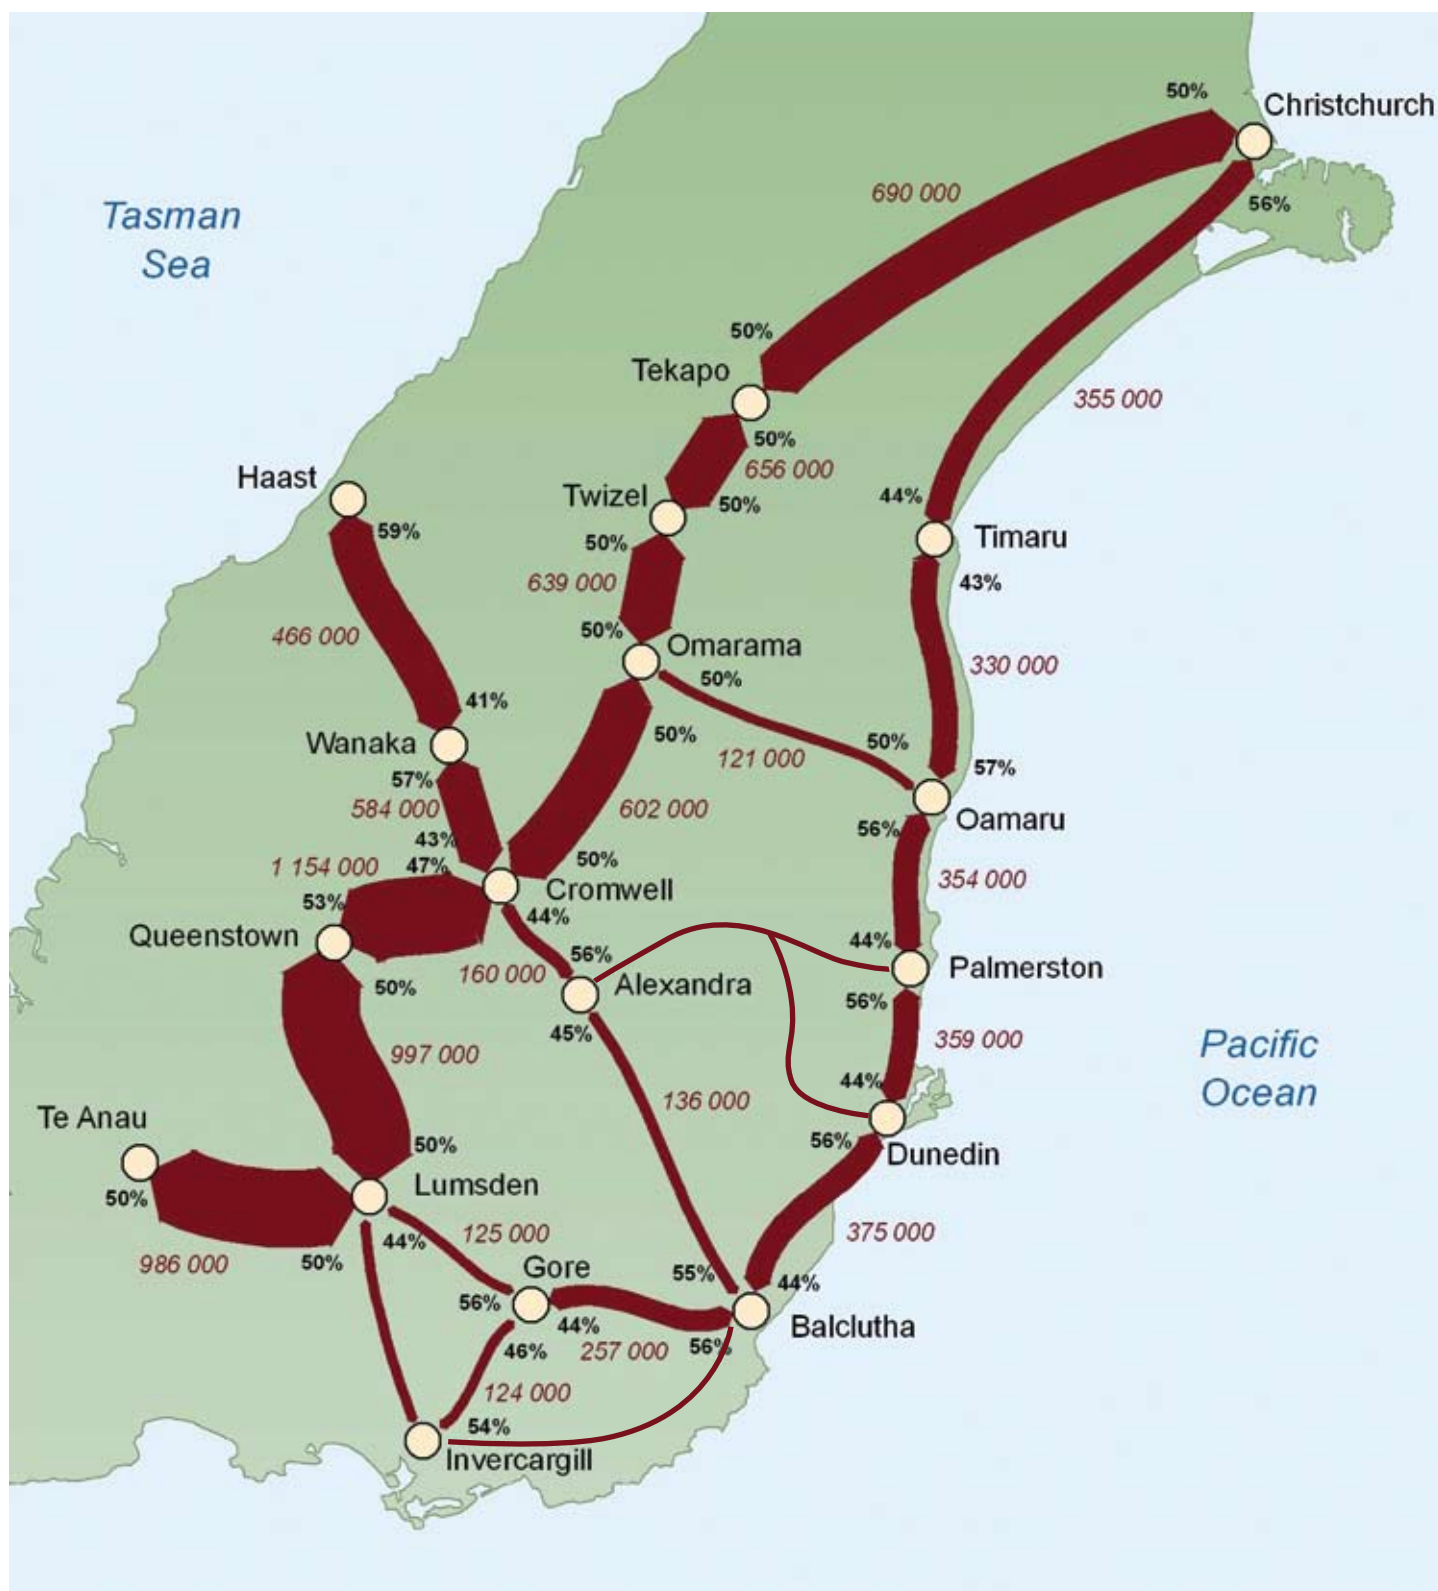 50%
Christchurch
690 000
56%
Tasman
Sea
50%
Tekapo
355 000
50%
656 000
Haast
59%
Twizel
50%
44%
50%
Timaru
639 000
43%
466 000
50%
Omarama
330 000
50%
41%
Wanaka
50%
50%
121 000
57%
57%
584 000
602 000
Oamaru
56%
43%
50%
1 154 000
47%
354 000
53%
Cromwell
44%
Queenstown
44%
56%
160 000
Alexandra
Palmerston
50%
56%
45%
359 000
Pacific
Ocean
997 000
44%
136 000
Te Anau
50%
56%
Dunedin
50%
Lumsden
125 000
375 000
44%
986 000
50%
Gore
55%
44%
56%
44%
Balclutha
46%
257 000
56%
124 000
54%
Invercargill